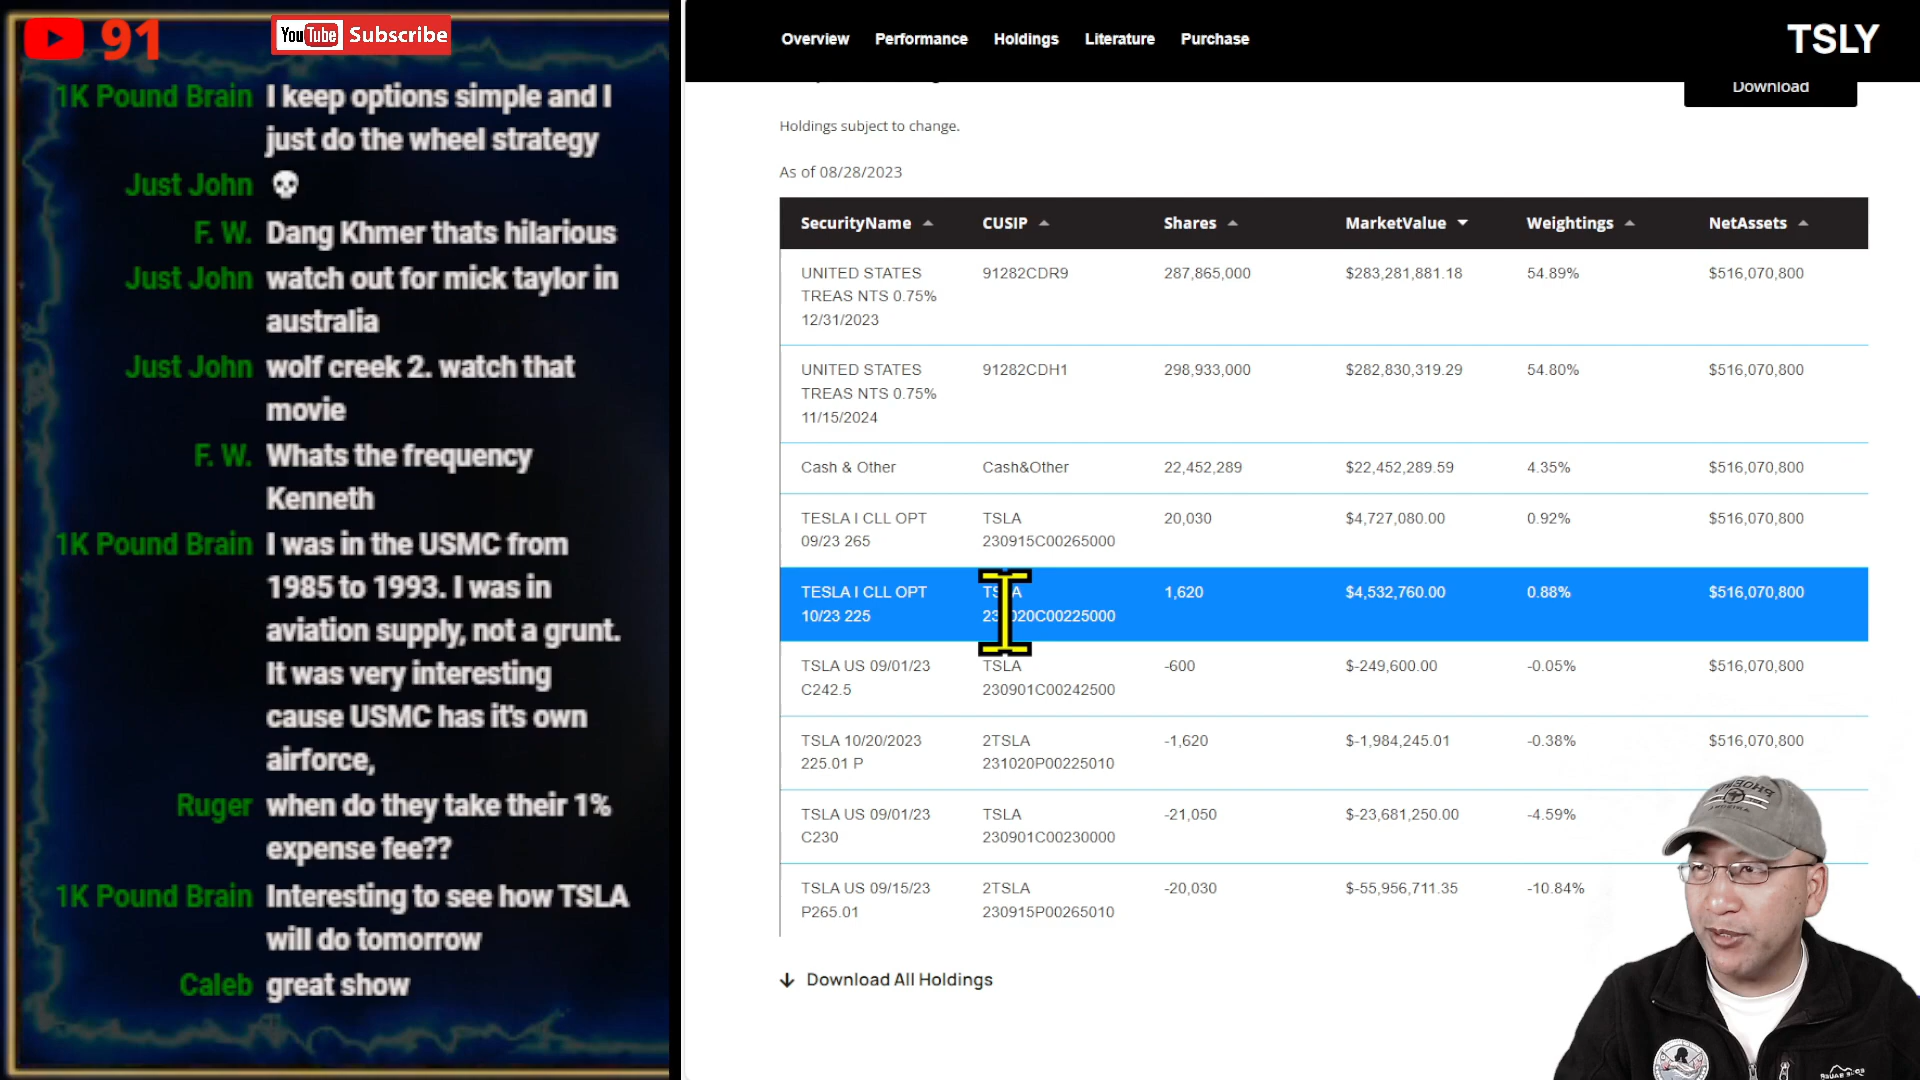 91
YouTube Subscribe
1K Pound Brain I keep options simple and I
just do the wheel strategy
Just John 💀
F. W. Dang Khmer thats hilarious
Just John watch out for mick taylor in
australia
Just John wolf creek 2. watch that
movie
F. W. Whats the frequency
Kenneth
1K Pound Brain I was in the USMC from
1985 to 1993. I was in
aviation supply, not a grunt.
It was very interesting
cause USMC has it's own
airforce,
Ruger when do they take their 1%
expense fee??
1K Pound Brain Interesting to see how TSLA
will do tomorrow
Caleb great show
Overview Performance Holdings Literature Purchase TSLY
Download
Holdings subject to change.
As of 08/28/2023
SecurityName CUSIP Shares MarketValue Weightings NetAssets
UNITED STATES 91282CDR9 287,865,000 $283,281,881.18 54.89% $516,070,800
TREAS NTS 0.75%
12/31/2023
UNITED STATES 91282CDH1 298,933,000 $282,830,319.29 54.80% $516,070,800
TREAS NTS 0.75%
11/15/2024
Cash & Other Cash&Other 22,452,289 $22,452,289.59 4.35% $516,070,800
TESLA I CLL OPT TSLA 20,030 $4,727,080.00 0.92% $516,070,800
09/23 265 230915C00265000
TESLA I CLL OPT TSLA 1,620 $4,532,760.00 0.88% $516,070,800
10/23 225 231020C00225000
TSLA US 09/01/23 TSLA -600 $-249,600.00 -0.05% $516,070,800
C242.5 230901C00242500
TSLA 10/20/2023 2TSLA -1,620 $-1,984,245.01 -0.38% $516,070,800
225.01 P 231020P00225010
TSLA US 09/01/23 TSLA -21,050 $-23,681,250.00 -4.59%
C230 230901C00230000
TSLA US 09/15/23 2TSLA -20,030 $-55,956,711.35 -10.84%
P265.01 230915P00265010
Download All Holdings